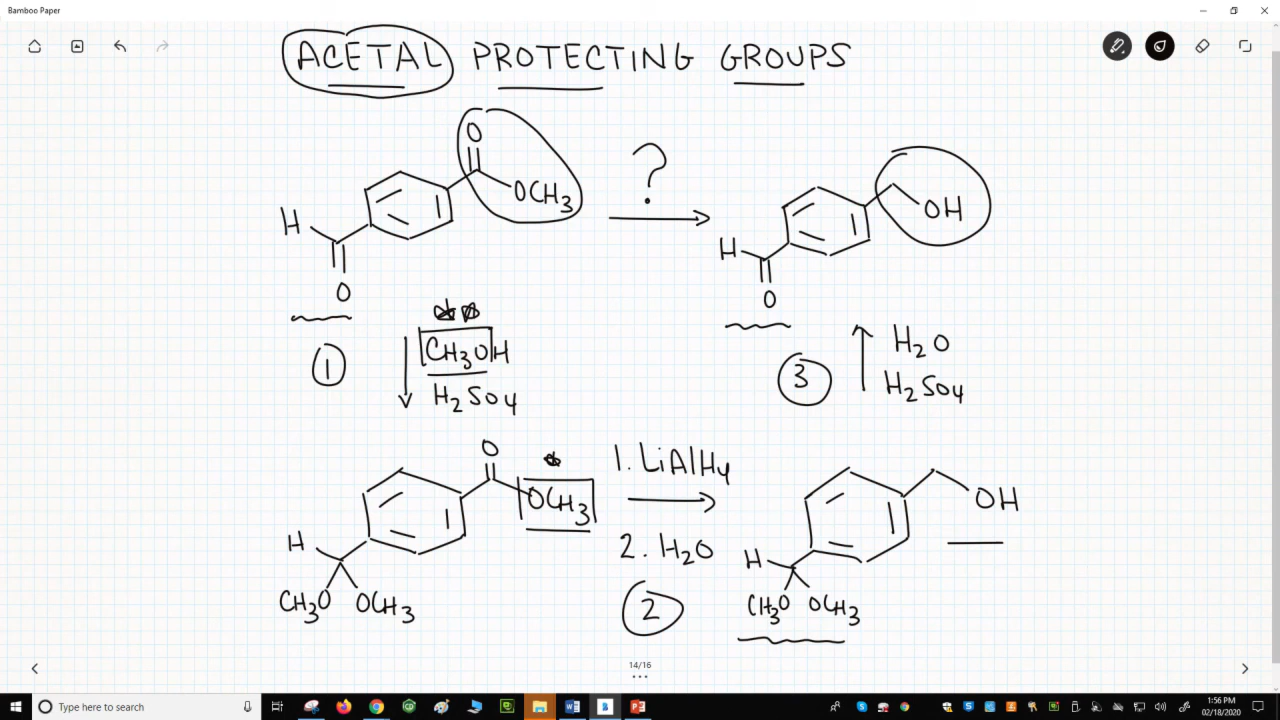 Bamboo Paper
ACETAL PROTECTING GROUPS
O
OCH3
H
O
?
OH
H
O
1
CH3OH
H2SO4
3
H2O
H2SO4
O
OCH3
H
CH3O OCH3
1. LiAlH4
2. H2O
2
OH
H
CH3O OCH3
14/16
Type here to search
1:56 PM
02/18/2020